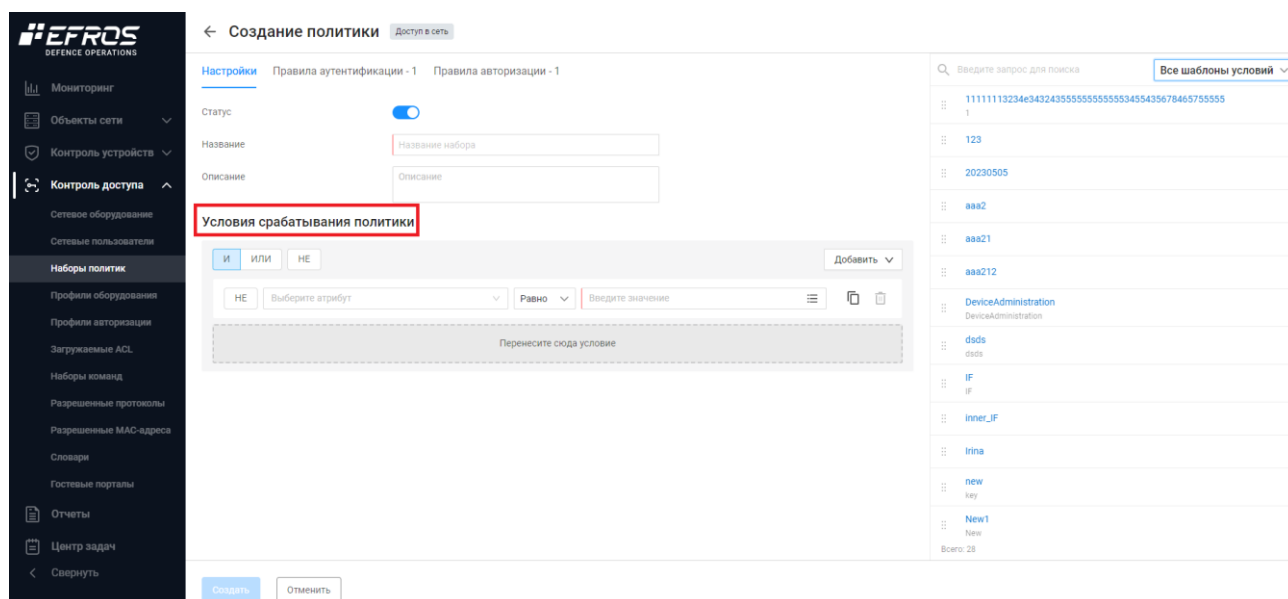 EFROS
DEFENCE OPERATIONS
Мониторинг
Объекты сети
Контроль устройств
Контроль доступа
Сетевое оборудование
Сетевые пользователи
Наборы политик
Профили оборудования
Профили авторизации
Загружаемые ACL
Наборы команд
Разрешенные протоколы
Разрешенные MAC-адреса
Словари
Гостевые порталы
Отчеты
Центр задач
Свернуть
Создание политики Доступ в сеть
Настройки Правила аутентификации - 1 Правила авторизации - 1
Статус
Название Название набора
Описание Описание
Условия срабатывания политики
И ИЛИ НЕ Добавить
НЕ Выберите атрибут Равно Введите значение
Перенесите сюда условие
Создать Отменить
Введите запрос для поиска Все шаблоны условий
1
123
20230505
aaa2
aaa21
aaa212
DeviceAdministration
DeviceAdministration
dsds
dsds
IF
IF
inner_IF
Irina
new
key
New1
New
Всего: 28